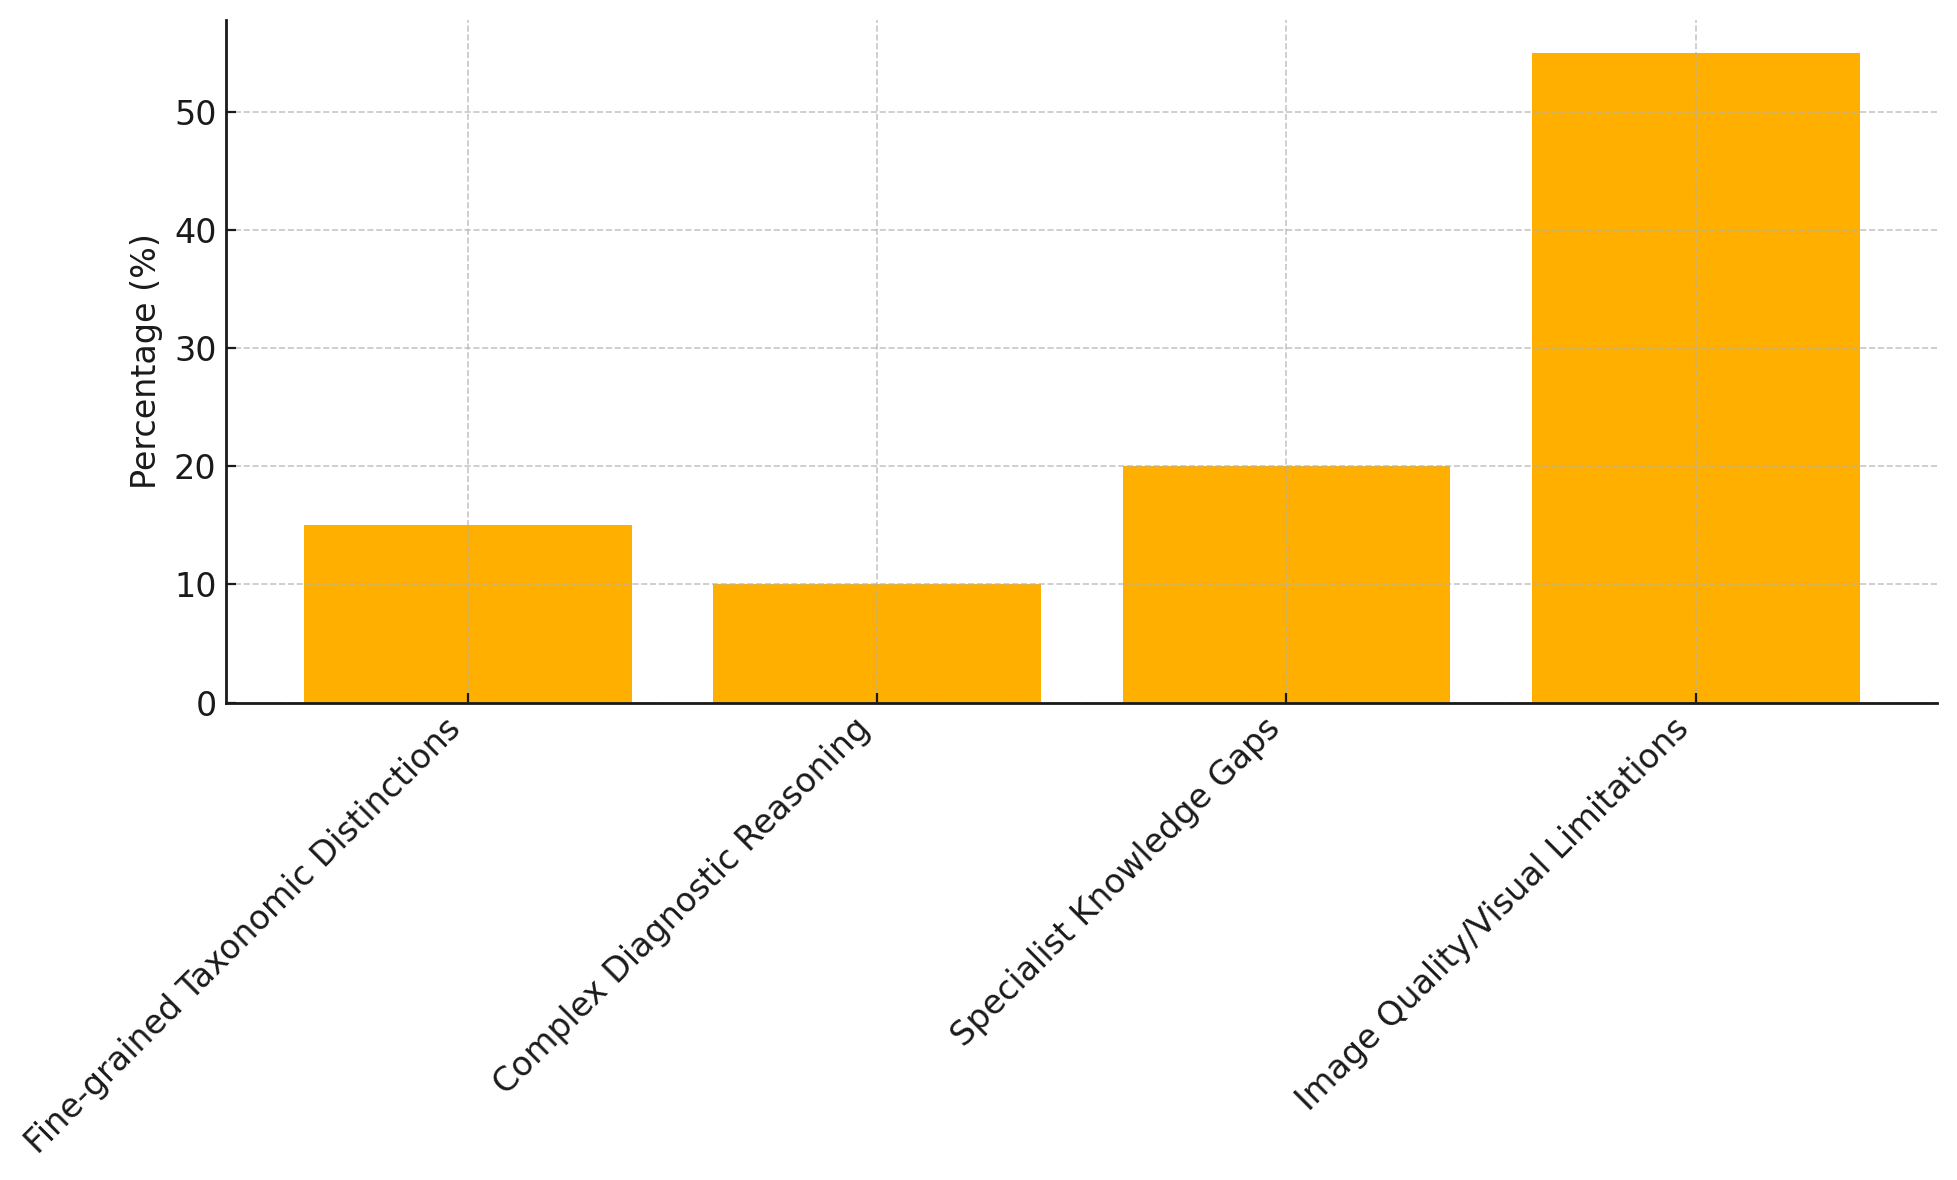 Percentage (%)
50
40
30
20
10
0
Fine-grained Taxonomic Distinctions
Complex Diagnostic Reasoning
Specialist Knowledge Gaps
Image Quality/Visual Limitations